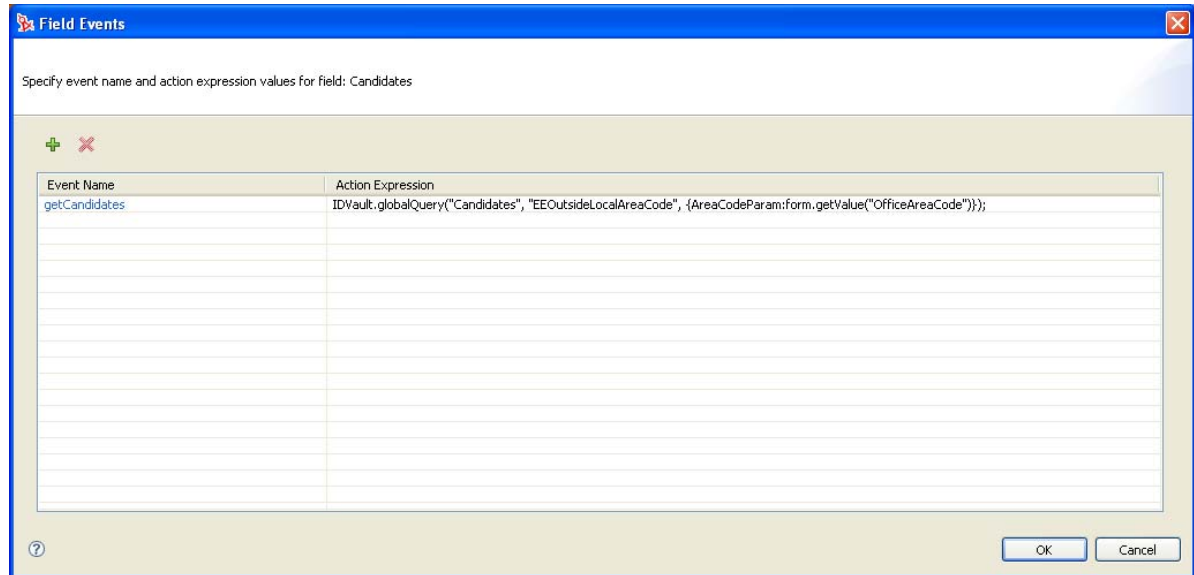 Field Events
Specify event name and action expression values for field: Candidates
Event Name Action Expression
getCandidates IDVault.globalQuery("Candidates", "EEOutsideLocalAreaCode", {AreaCodeParam:form.getValue("OfficeAreaCode")});
OK Cancel